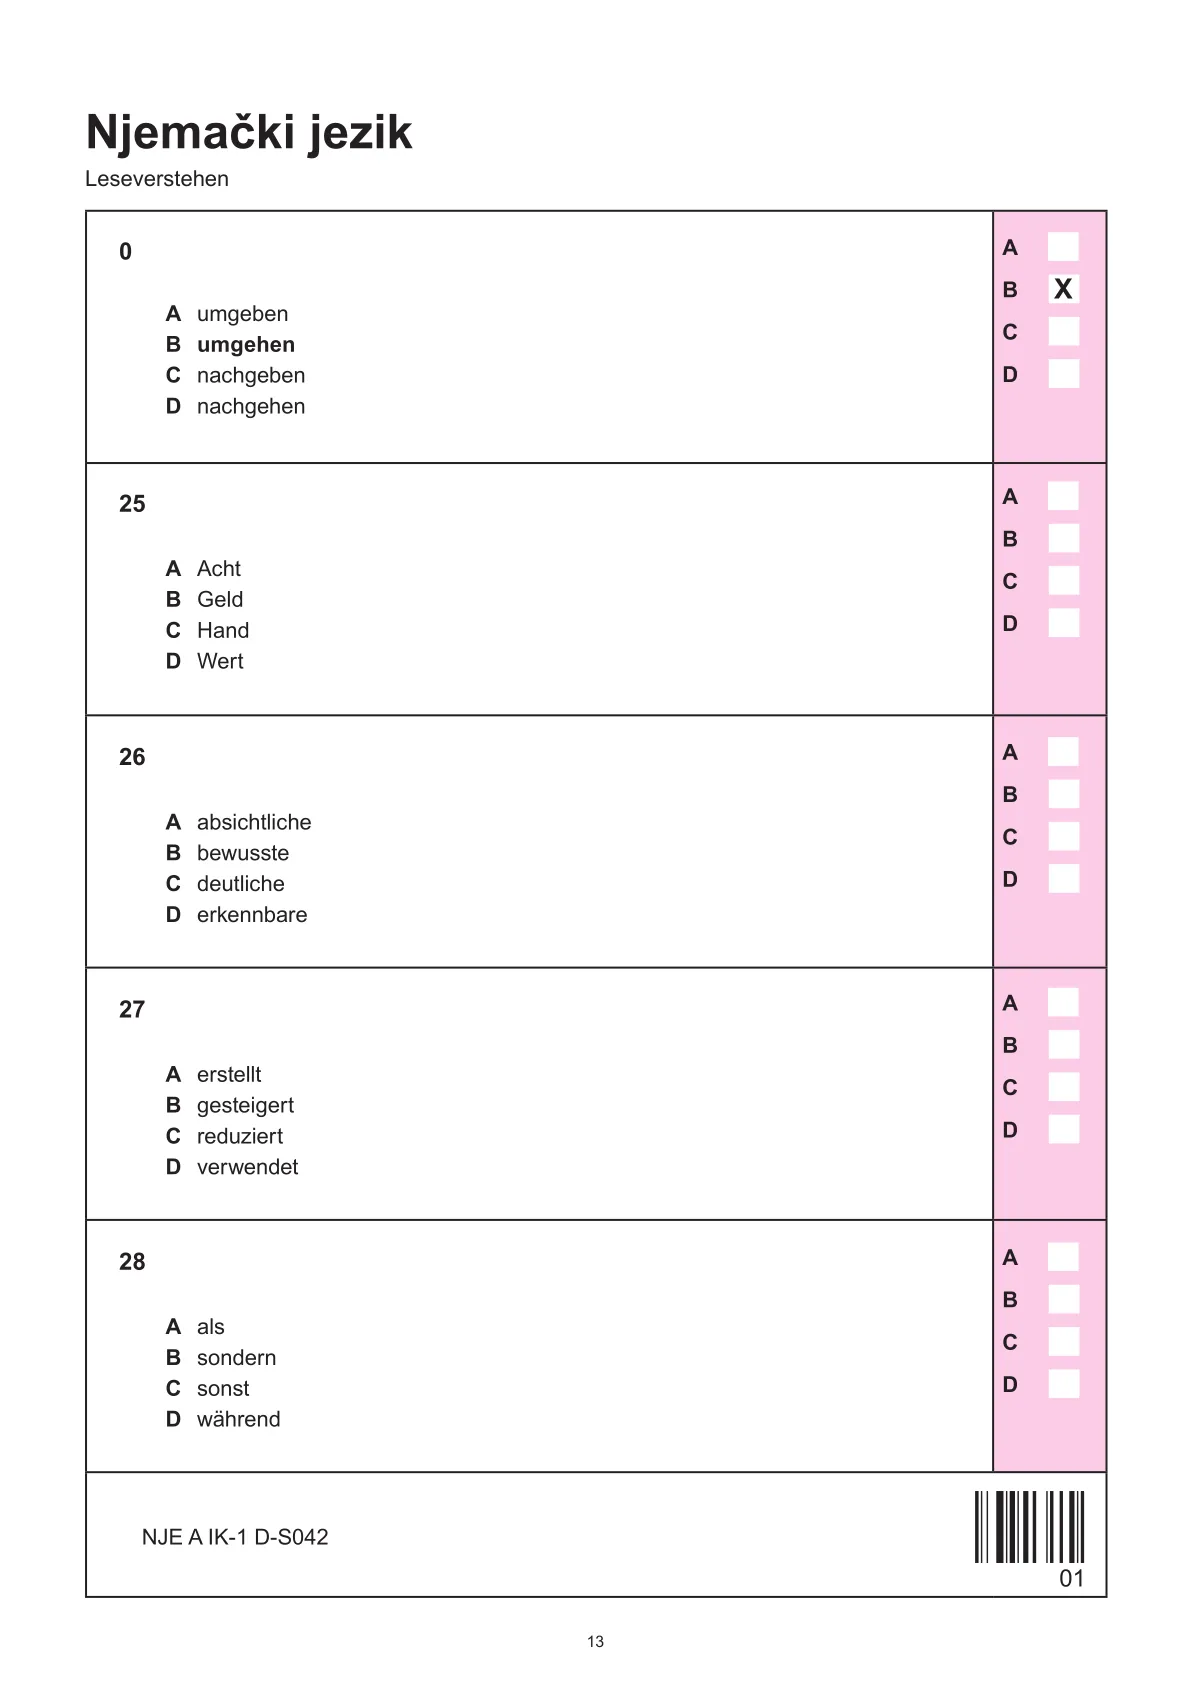 Njemački jezik
Leseverstehen
0
A umgeben
B umgehen
C nachgeben
D nachgehen
A
B X
C
D
25
A Acht
B Geld
C Hand
D Wert
A
B
C
D
26
A absichtliche
B bewusste
C deutliche
D erkennbare
A
B
C
D
27
A erstellt
B gesteigert
C reduziert
D verwendet
A
B
C
D
28
A als
B sondern
C sonst
D während
A
B
C
D
NJE A IK-1 D-S042
01
13